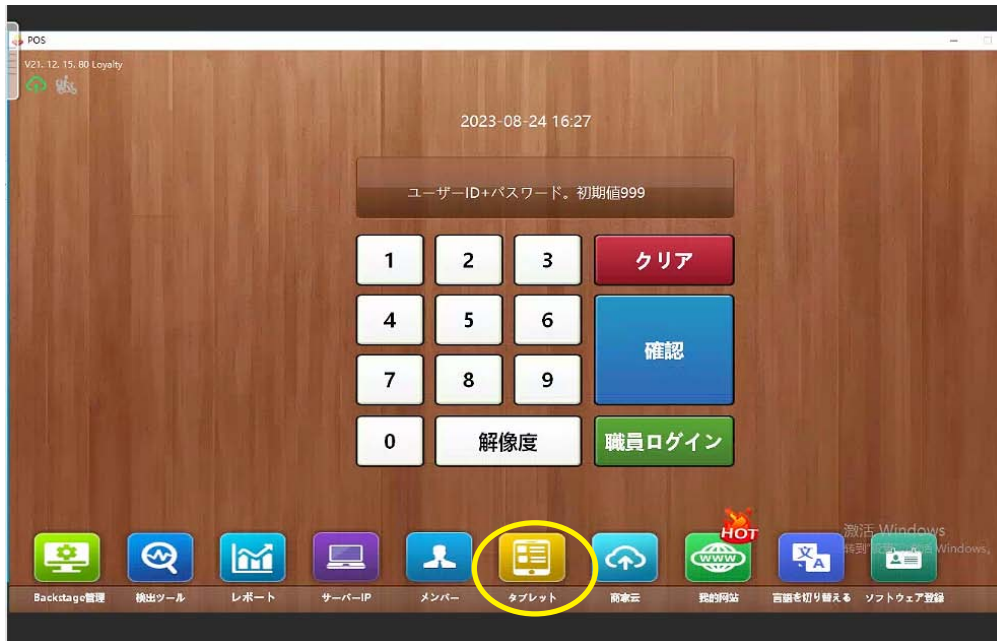 POS
V21. 12. 15. 80 Loyalty
2023-08-24 16:27
ユーザーID+パスワード。初期値999
1 2 3 クリア
4 5 6 確認
7 8 9
0 解像度 職員ログイン
HOT
激活 Windows
WWW 文A
Backstage管理 検出ツール レポート サーバーIP メンバー タブレット 商家云 我的网站 言語を切り替える ソフトウェア登録